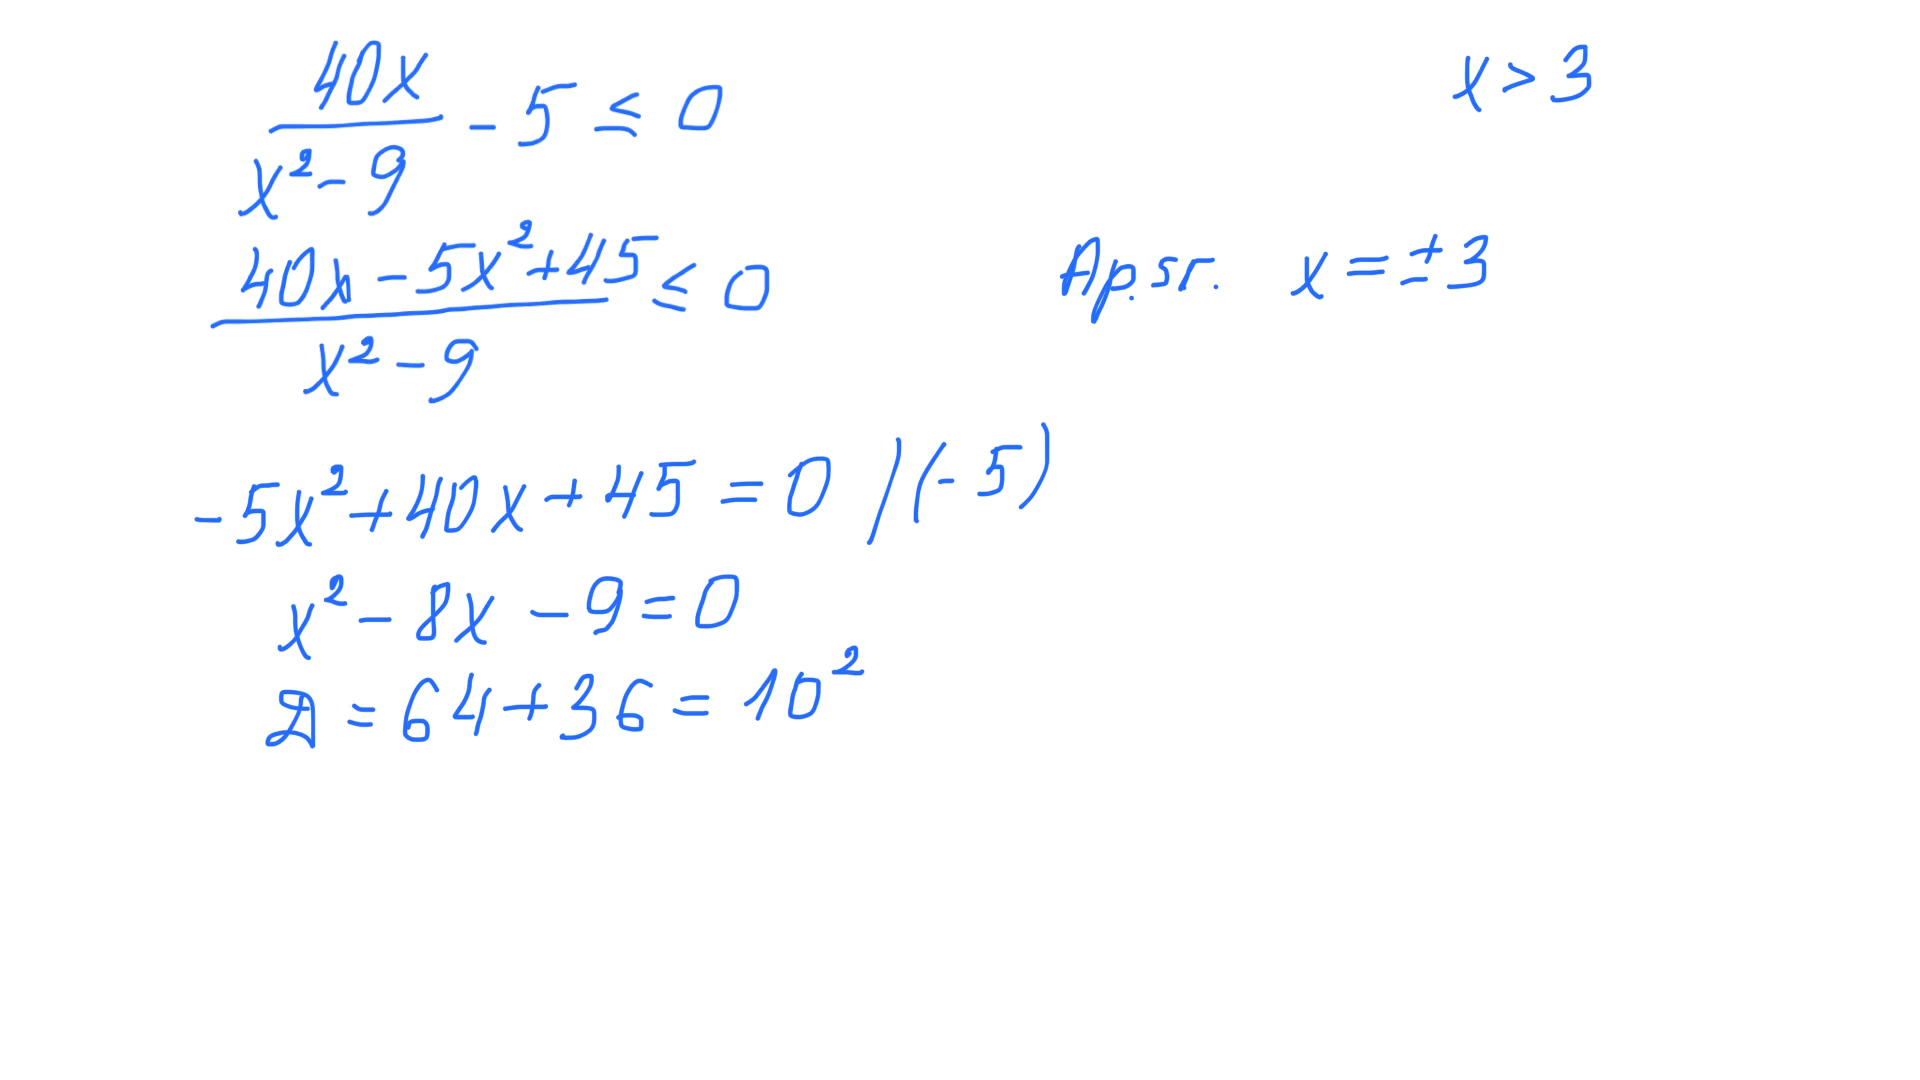 40x/(x² - 9) - 5 ≤ 0
x > 3
(40x - 5x² + 45)/(x² - 9) ≤ 0
Ap.sr. x = ± 3
-5x² + 40x + 45 = 0 /(-5)
x² - 8x - 9 = 0
D = 64 + 36 = 10²